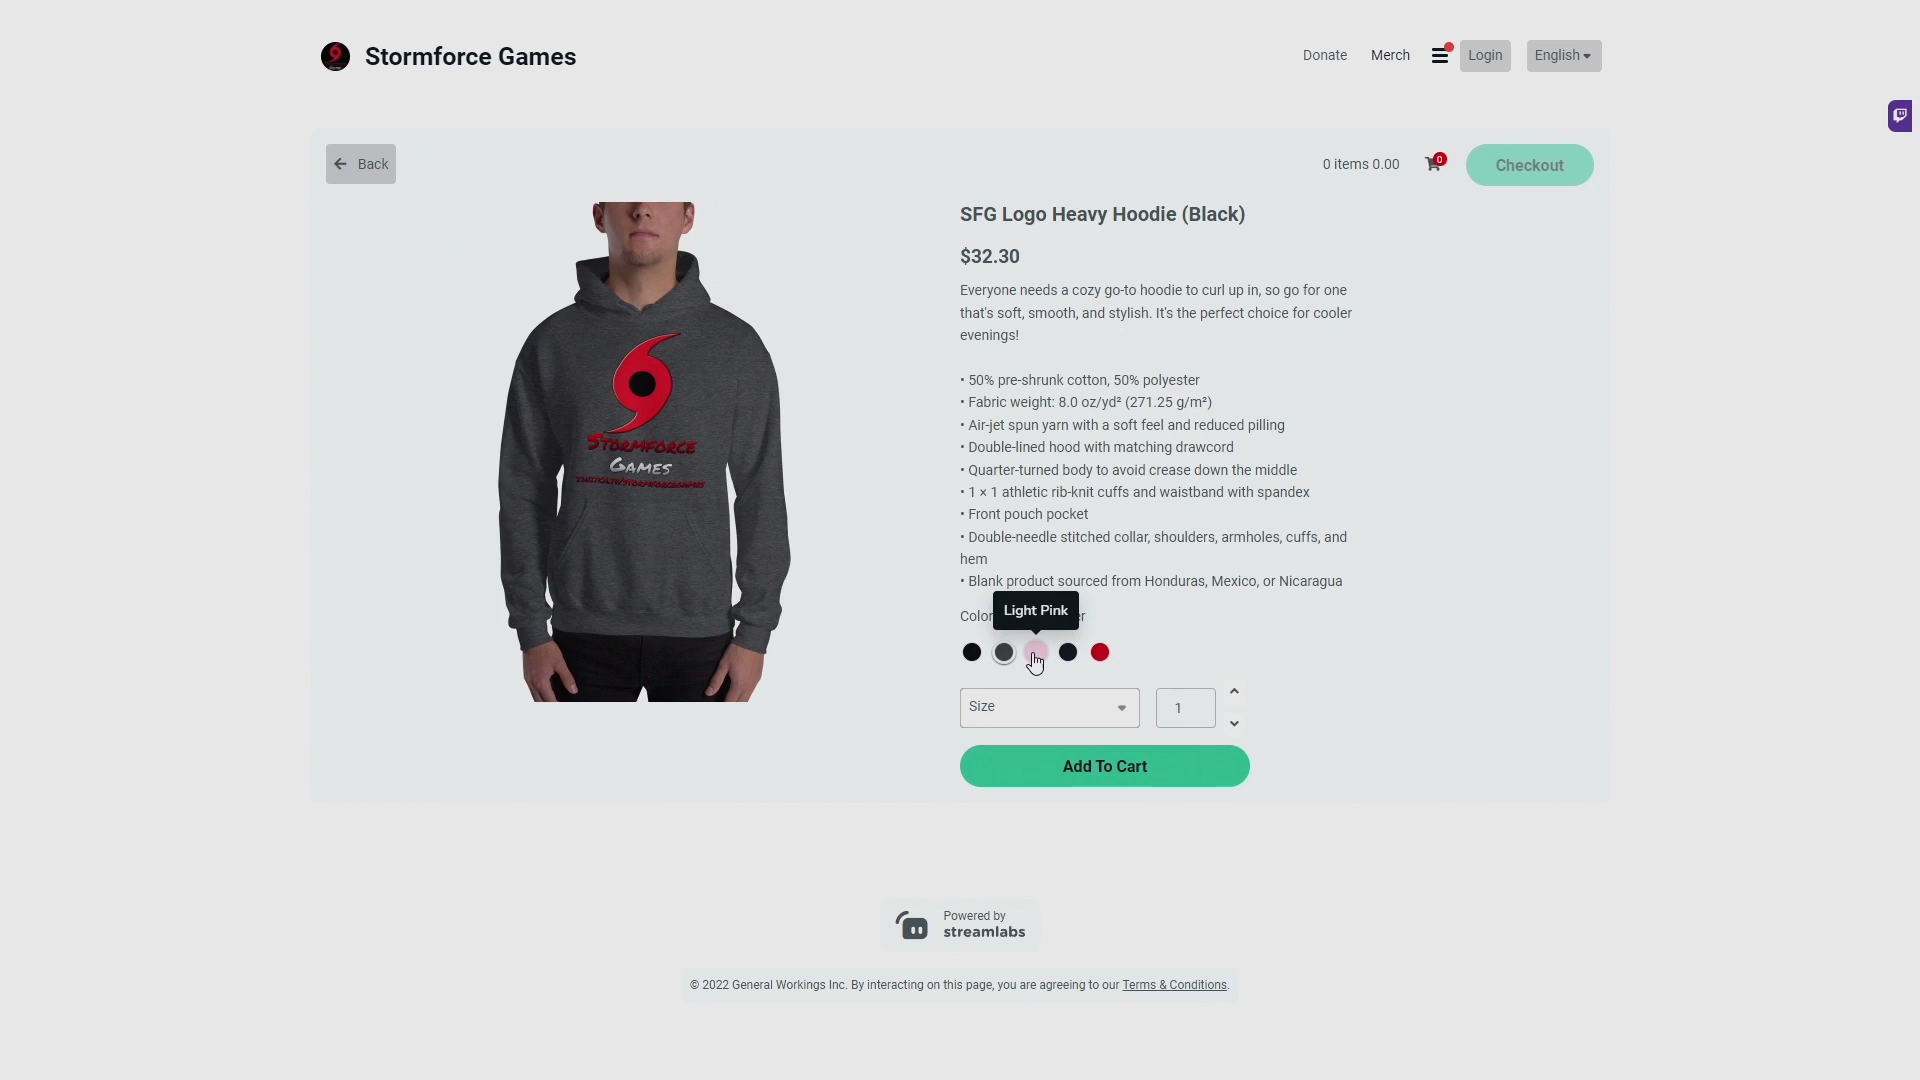 Stormforce Games
Donate
Merch
Login
English
Back
0 items 0.00
0
Checkout
SFG Logo Heavy Hoodie (Black)
$32.30
Everyone needs a cozy go-to hoodie to curl up in, so go for one
that's soft, smooth, and stylish. It's the perfect choice for cooler
evenings!
• 50% pre-shrunk cotton, 50% polyester
• Fabric weight: 8.0 oz/yd² (271.25 g/m²)
• Air-jet spun yarn with a soft feel and reduced pilling
• Double-lined hood with matching drawcord
• Quarter-turned body to avoid crease down the middle
• 1 × 1 athletic rib-knit cuffs and waistband with spandex
• Front pouch pocket
• Double-needle stitched collar, shoulders, armholes, cuffs, and
hem
• Blank product sourced from Honduras, Mexico, or Nicaragua
Stormforce
Games
twitch.tv/stormforcegames
Color
Light Pink
Size
1
Add To Cart
Powered by
streamlabs
© 2022 General Workings Inc. By interacting on this page, you are agreeing to our Terms & Conditions.